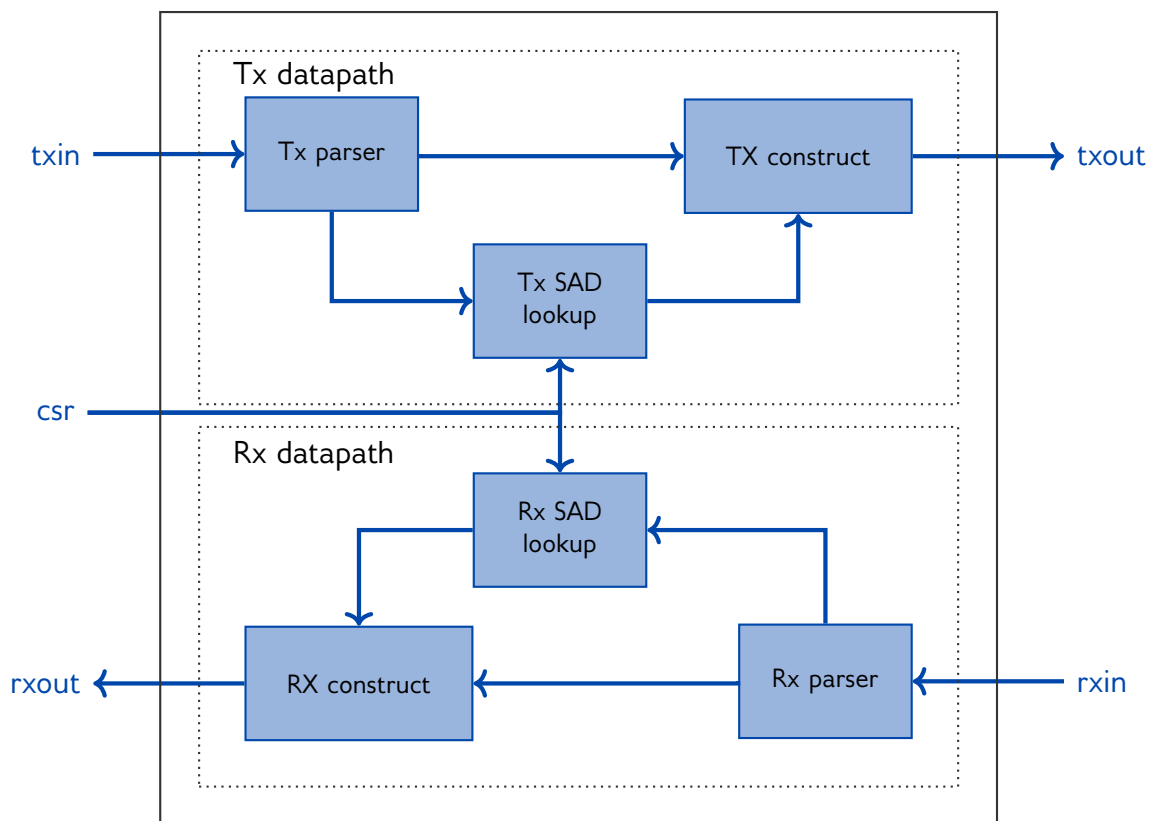 Tx datapath
txin
Tx parser
TX construct
txout
Tx SAD
lookup
csr
Rx datapath
Rx SAD
lookup
rxout
RX construct
Rx parser
rxin